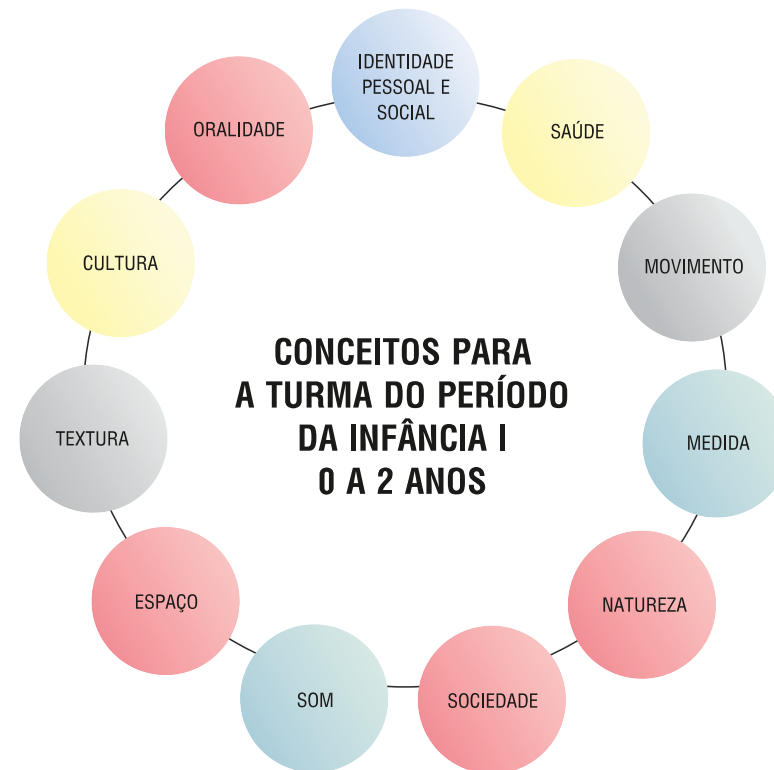 IDENTIDADE
PESSOAL E
SOCIAL
SAÚDE
MOVIMENTO
MEDIDA
NATUREZA
SOCIEDADE
SOM
ESPAÇO
TEXTURA
CULTURA
ORALIDADE
CONCEITOS PARA
A TURMA DO PERÍODO
DA INFÂNCIA I
0 A 2 ANOS